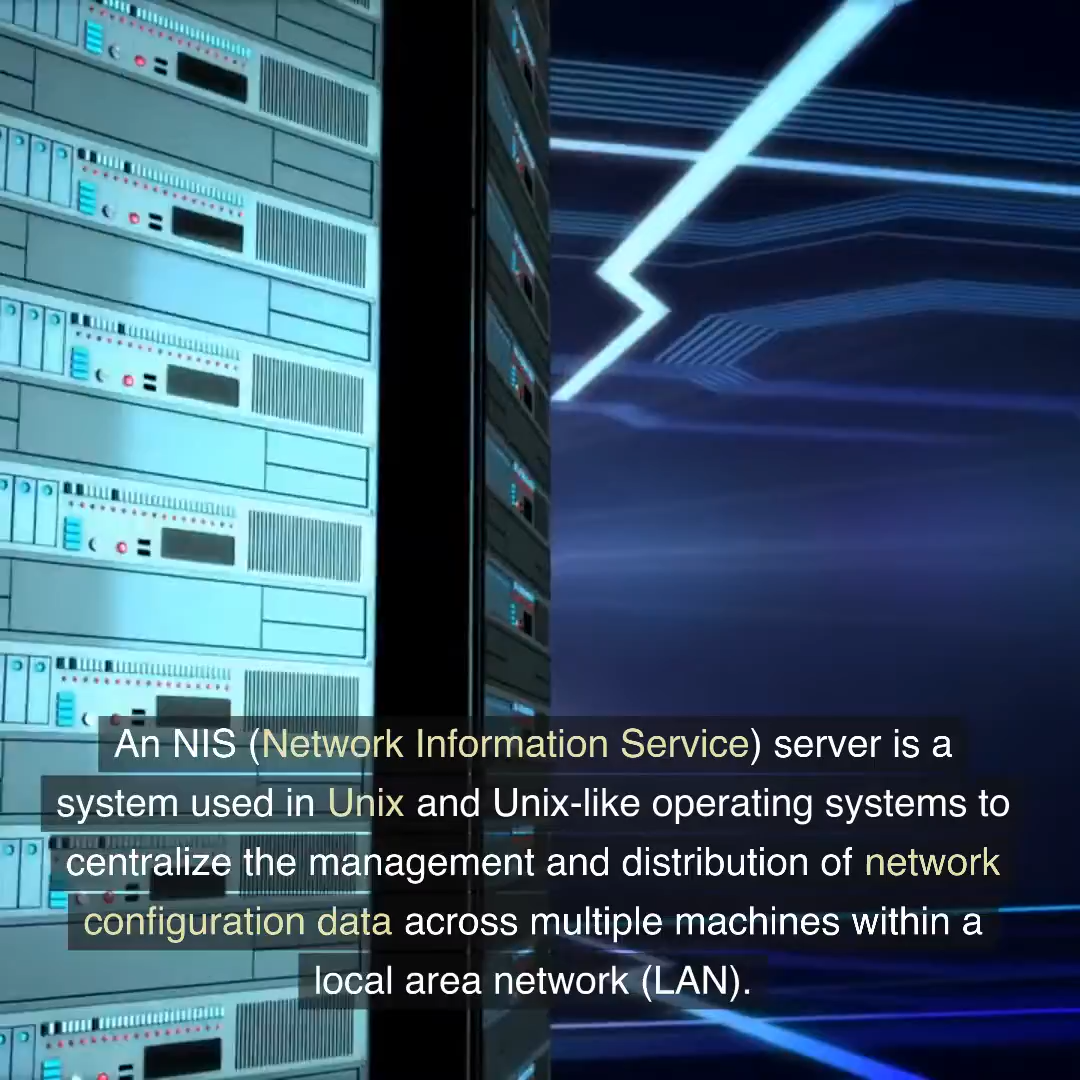 An NIS (Network Information Service) server is a
system used in Unix and Unix-like operating systems to
centralize the management and distribution of network
configuration data across multiple machines within a
local area network (LAN).